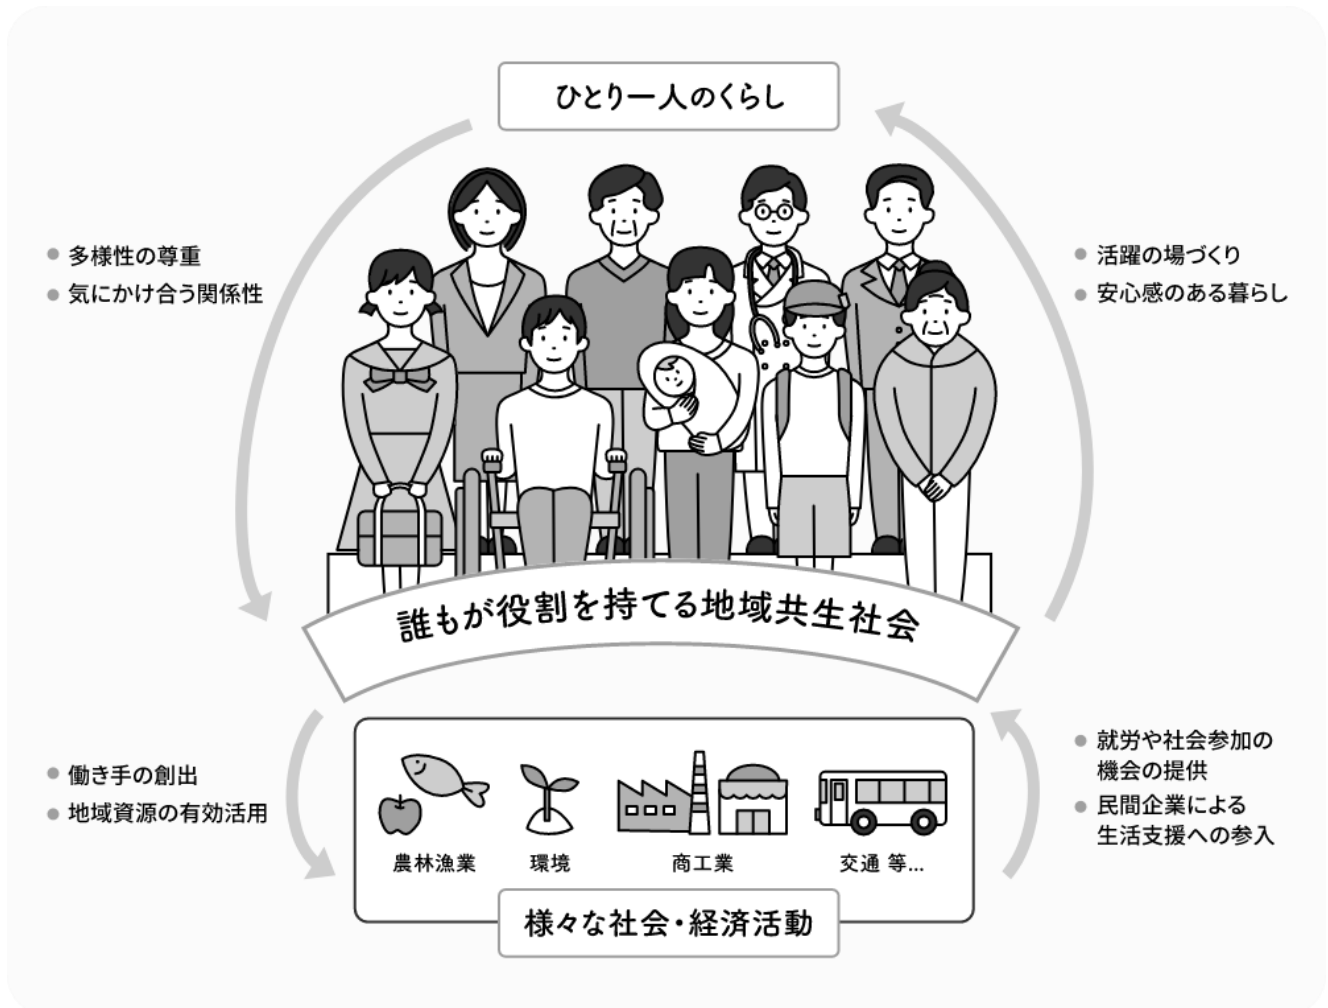 ひとり一人のくらし
多様性の尊重
気にかけ合う関係性
活躍の場づくり
安心感のある暮らし
誰もが役割を持てる地域共生社会
働き手の創出
地域資源の有効活用
就労や社会参加の
機会の提供
民間企業による
生活支援への参入
農林漁業
環境
商工業
交通 等...
様々な社会・経済活動